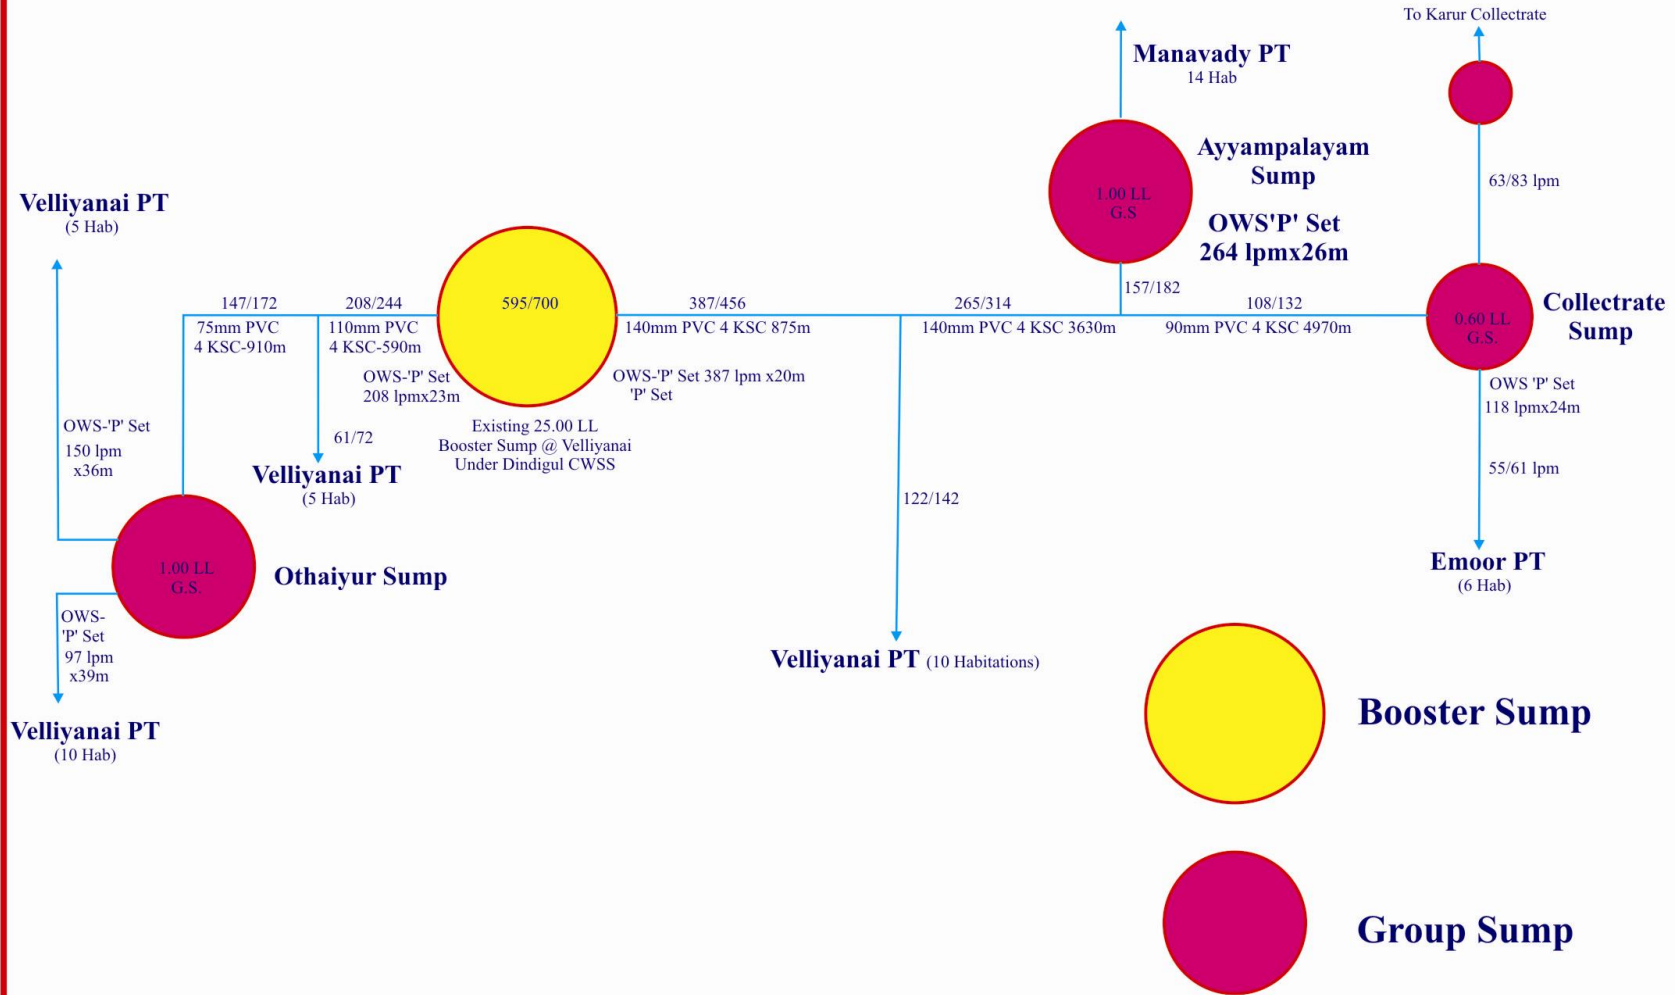 To Karur Collectrate
Manavady PT
14 Hab
Ayyampalayam
Sump
1.00 LL
G.S
OWS'P' Set
264 lpmx26m
63/83 lpm
Velliyanai PT
(5 Hab)
147/172
208/244
595/700
387/456
265/314
157/182
108/132
75mm PVC
4 KSC-910m
110mm PVC
4 KSC-590m
140mm PVC 4 KSC 875m
140mm PVC 4 KSC 3630m
90mm PVC 4 KSC 4970m
0.60 LL
G.S.
Collectrate
Sump
OWS-'P' Set
208 lpmx23m
OWS-'P' Set 387 lpm x20m
'P' Set
OWS 'P' Set
118 lpmx24m
Existing 25.00 LL
Booster Sump @ Velliyanai
Under Dindigul CWSS
OWS-'P' Set
150 lpm
x36m
61/72
Velliyanai PT
(5 Hab)
55/61 lpm
122/142
1.00 LL
G.S.
Othaiyur Sump
Emoor PT
(6 Hab)
OWS-
'P' Set
97 lpm
x39m
Velliyanai PT (10 Habitations)
Velliyanai PT
(10 Hab)
Booster Sump
Group Sump